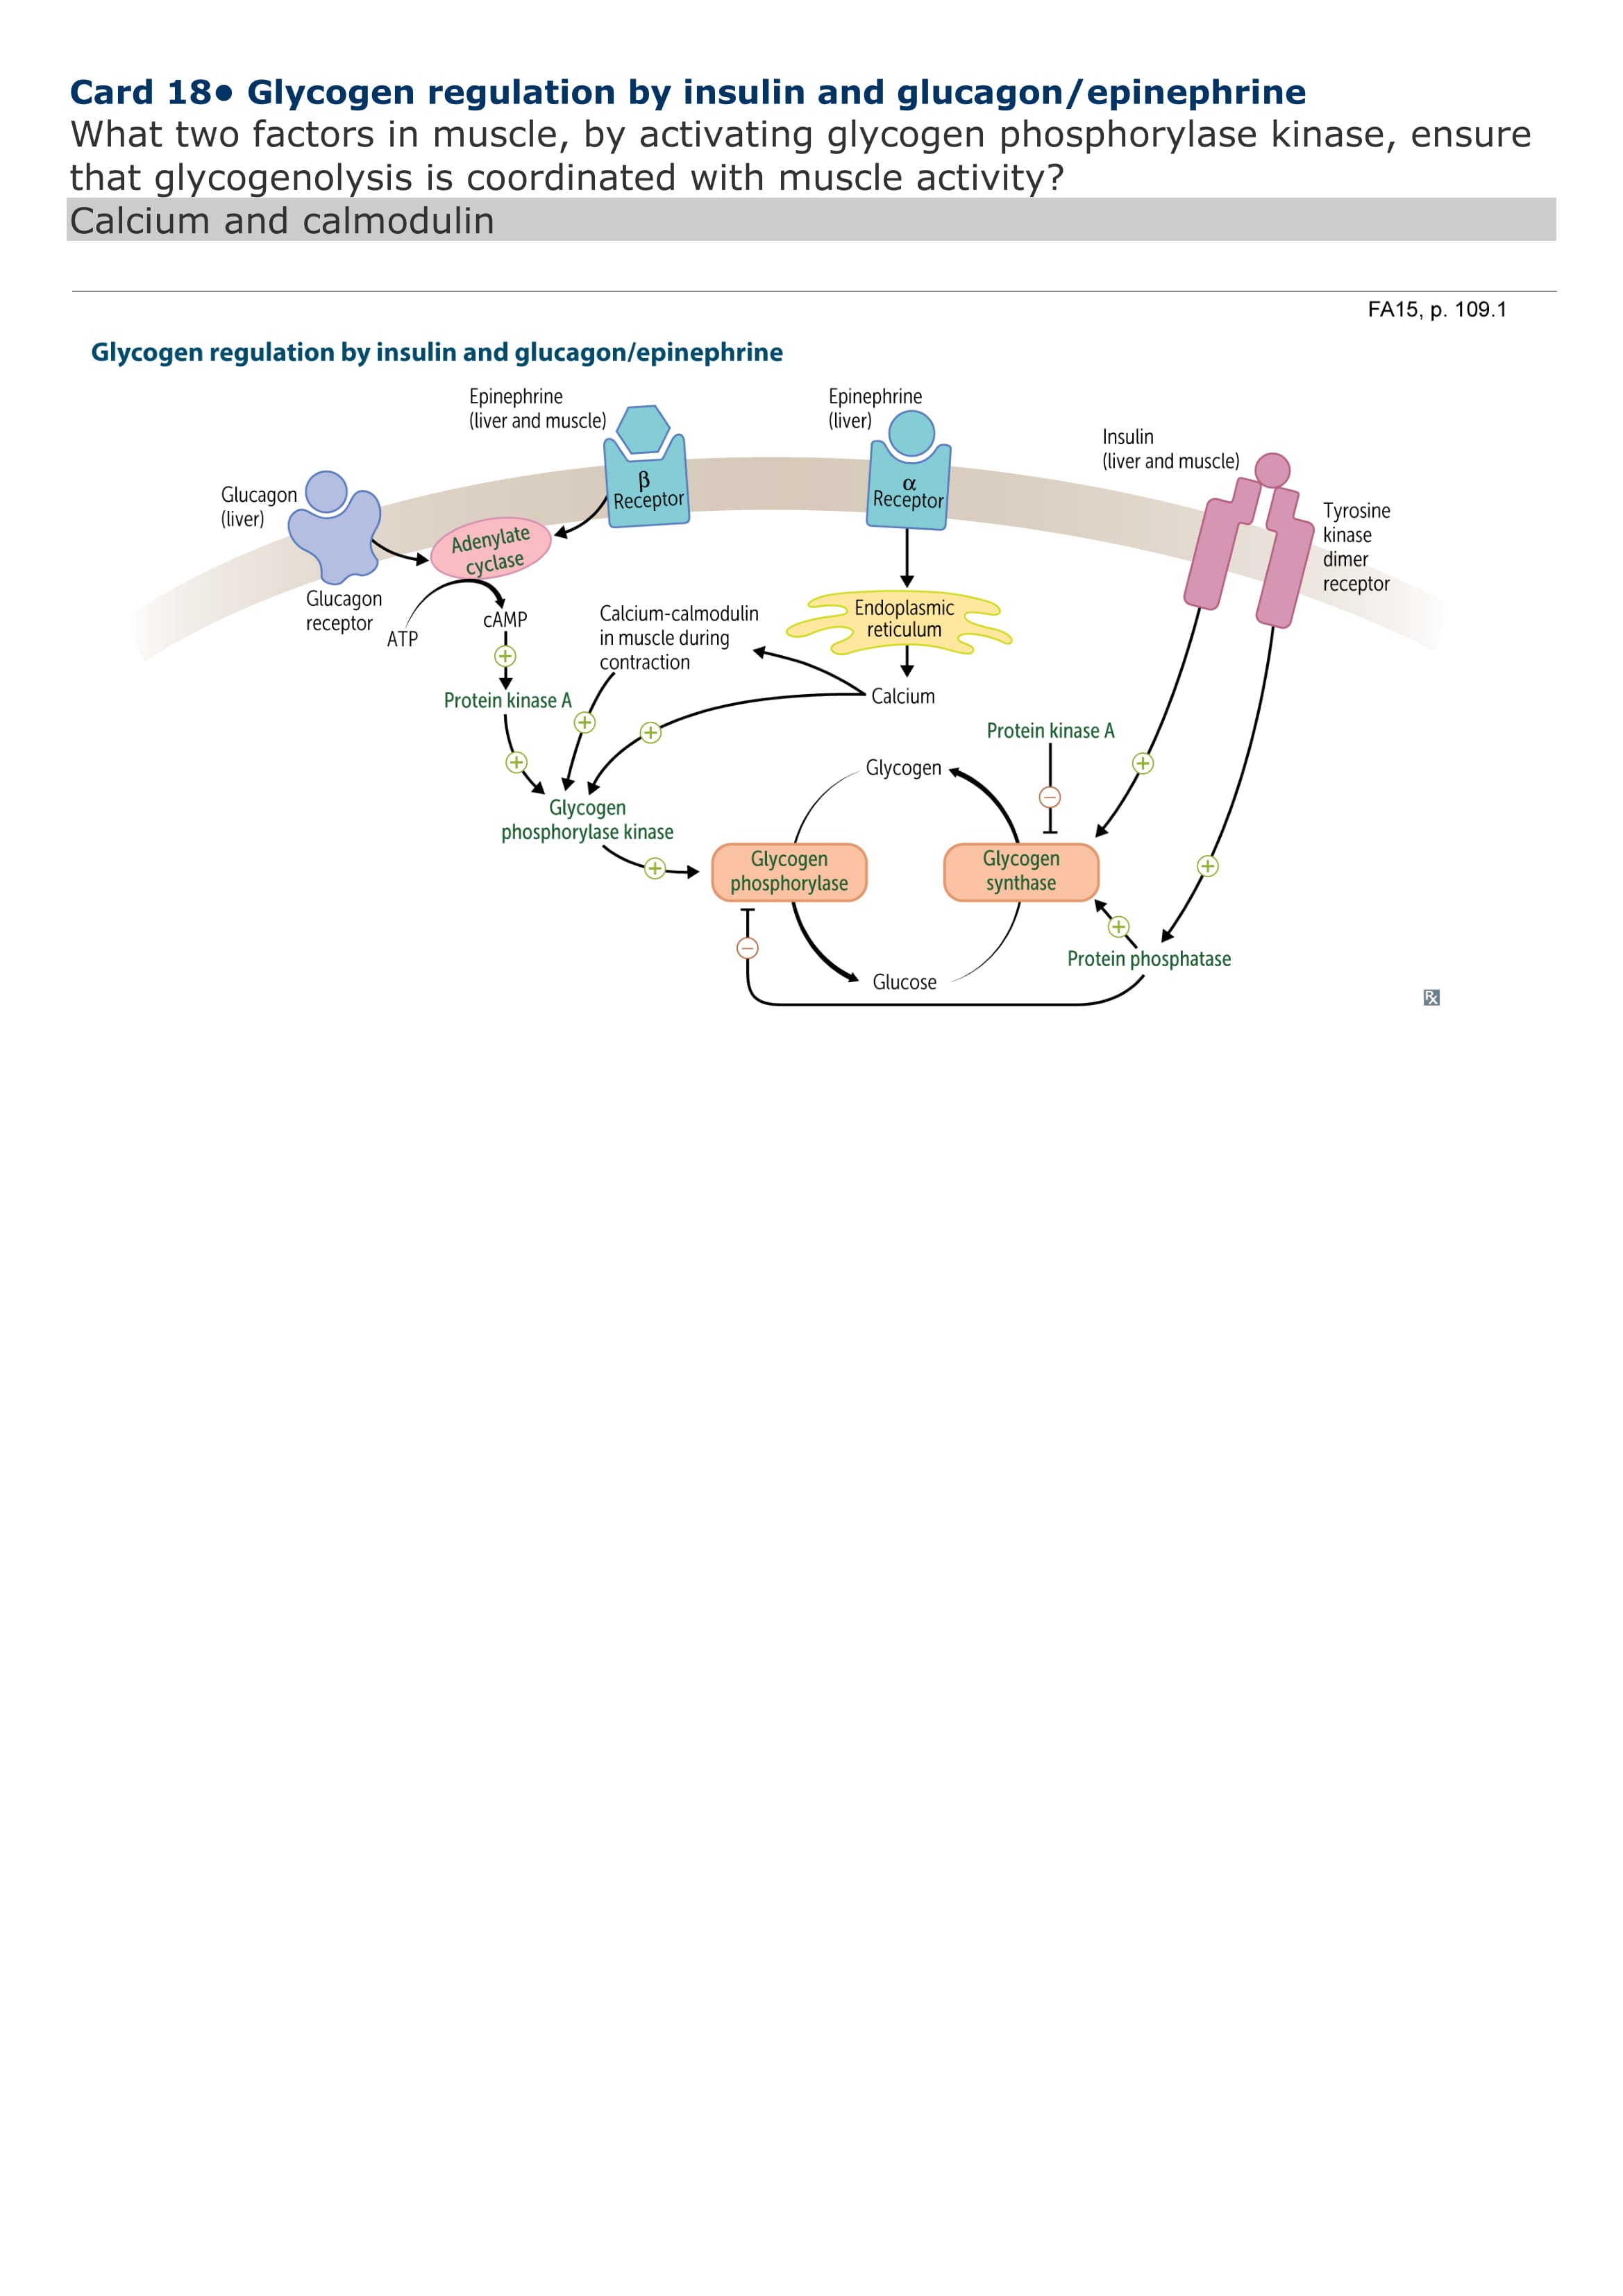 Card 18● Glycogen regulation by insulin and glucagon/epinephrine
What two factors in muscle, by activating glycogen phosphorylase kinase, ensure
that glycogenolysis is coordinated with muscle activity?
Calcium and calmodulin
FA15, p. 109.1
Glycogen regulation by insulin and glucagon/epinephrine
Epinephrine
(liver and muscle)
Epinephrine
(liver)
Insulin
(liver and muscle)
Glucagon
(liver)
β
Receptor
α
Receptor
Tyrosine
kinase
dimer
receptor
Adenylate
cyclase
Glucagon
receptor
ATP
cAMP
Calcium-calmodulin
in muscle during
contraction
Endoplasmic
reticulum
+
Protein kinase A
Calcium
+
+
+
Protein kinase A
+
Glycogen
−
Glycogen
phosphorylase kinase
+
Glycogen
phosphorylase
Glycogen
synthase
+
+
−
Protein phosphatase
Glucose
Rx